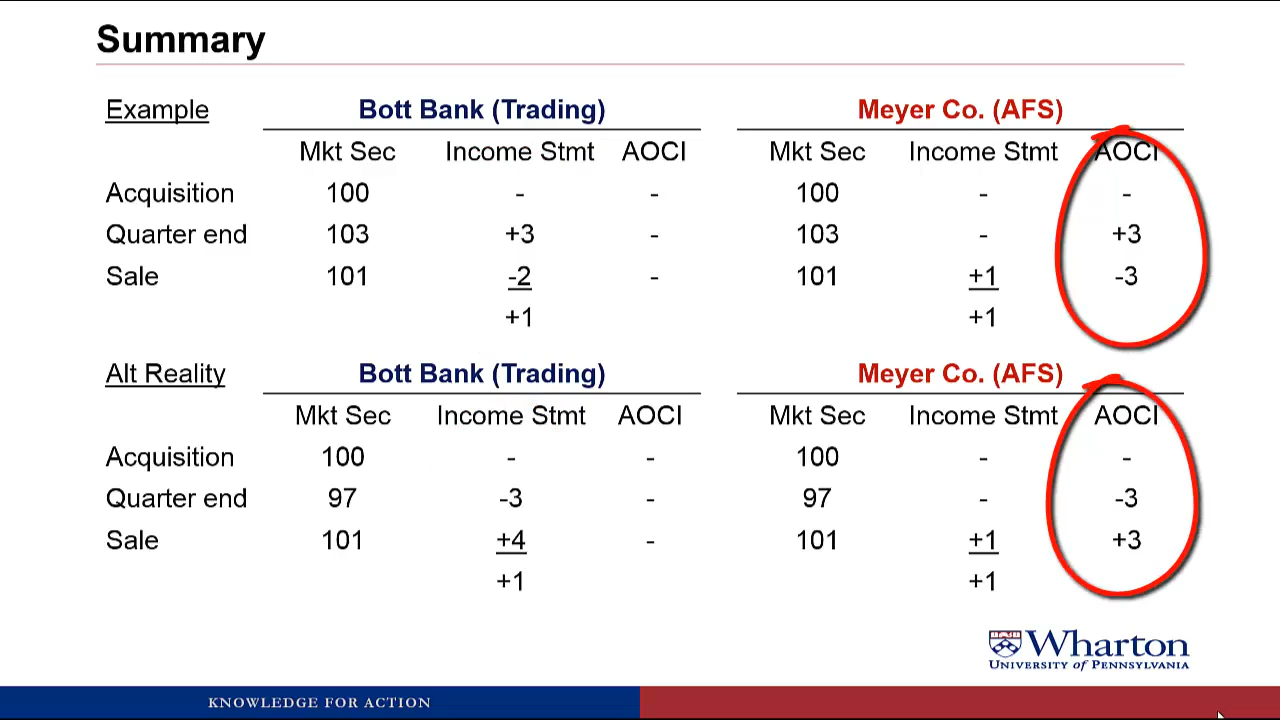 Summary
Example Bott Bank (Trading) Meyer Co. (AFS)
Mkt Sec Income Stmt AOCI Mkt Sec Income Stmt AOCI
Acquisition 100 - - 100 - -
Quarter end 103 +3 - 103 - +3
Sale 101 -2 - 101 +1 -3
+1 +1
Alt Reality Bott Bank (Trading) Meyer Co. (AFS)
Mkt Sec Income Stmt AOCI Mkt Sec Income Stmt AOCI
Acquisition 100 - - 100 - -
Quarter end 97 -3 - 97 - -3
Sale 101 +4 - 101 +1 +3
+1 +1
Wharton
UNIVERSITY of PENNSYLVANIA
KNOWLEDGE FOR ACTION